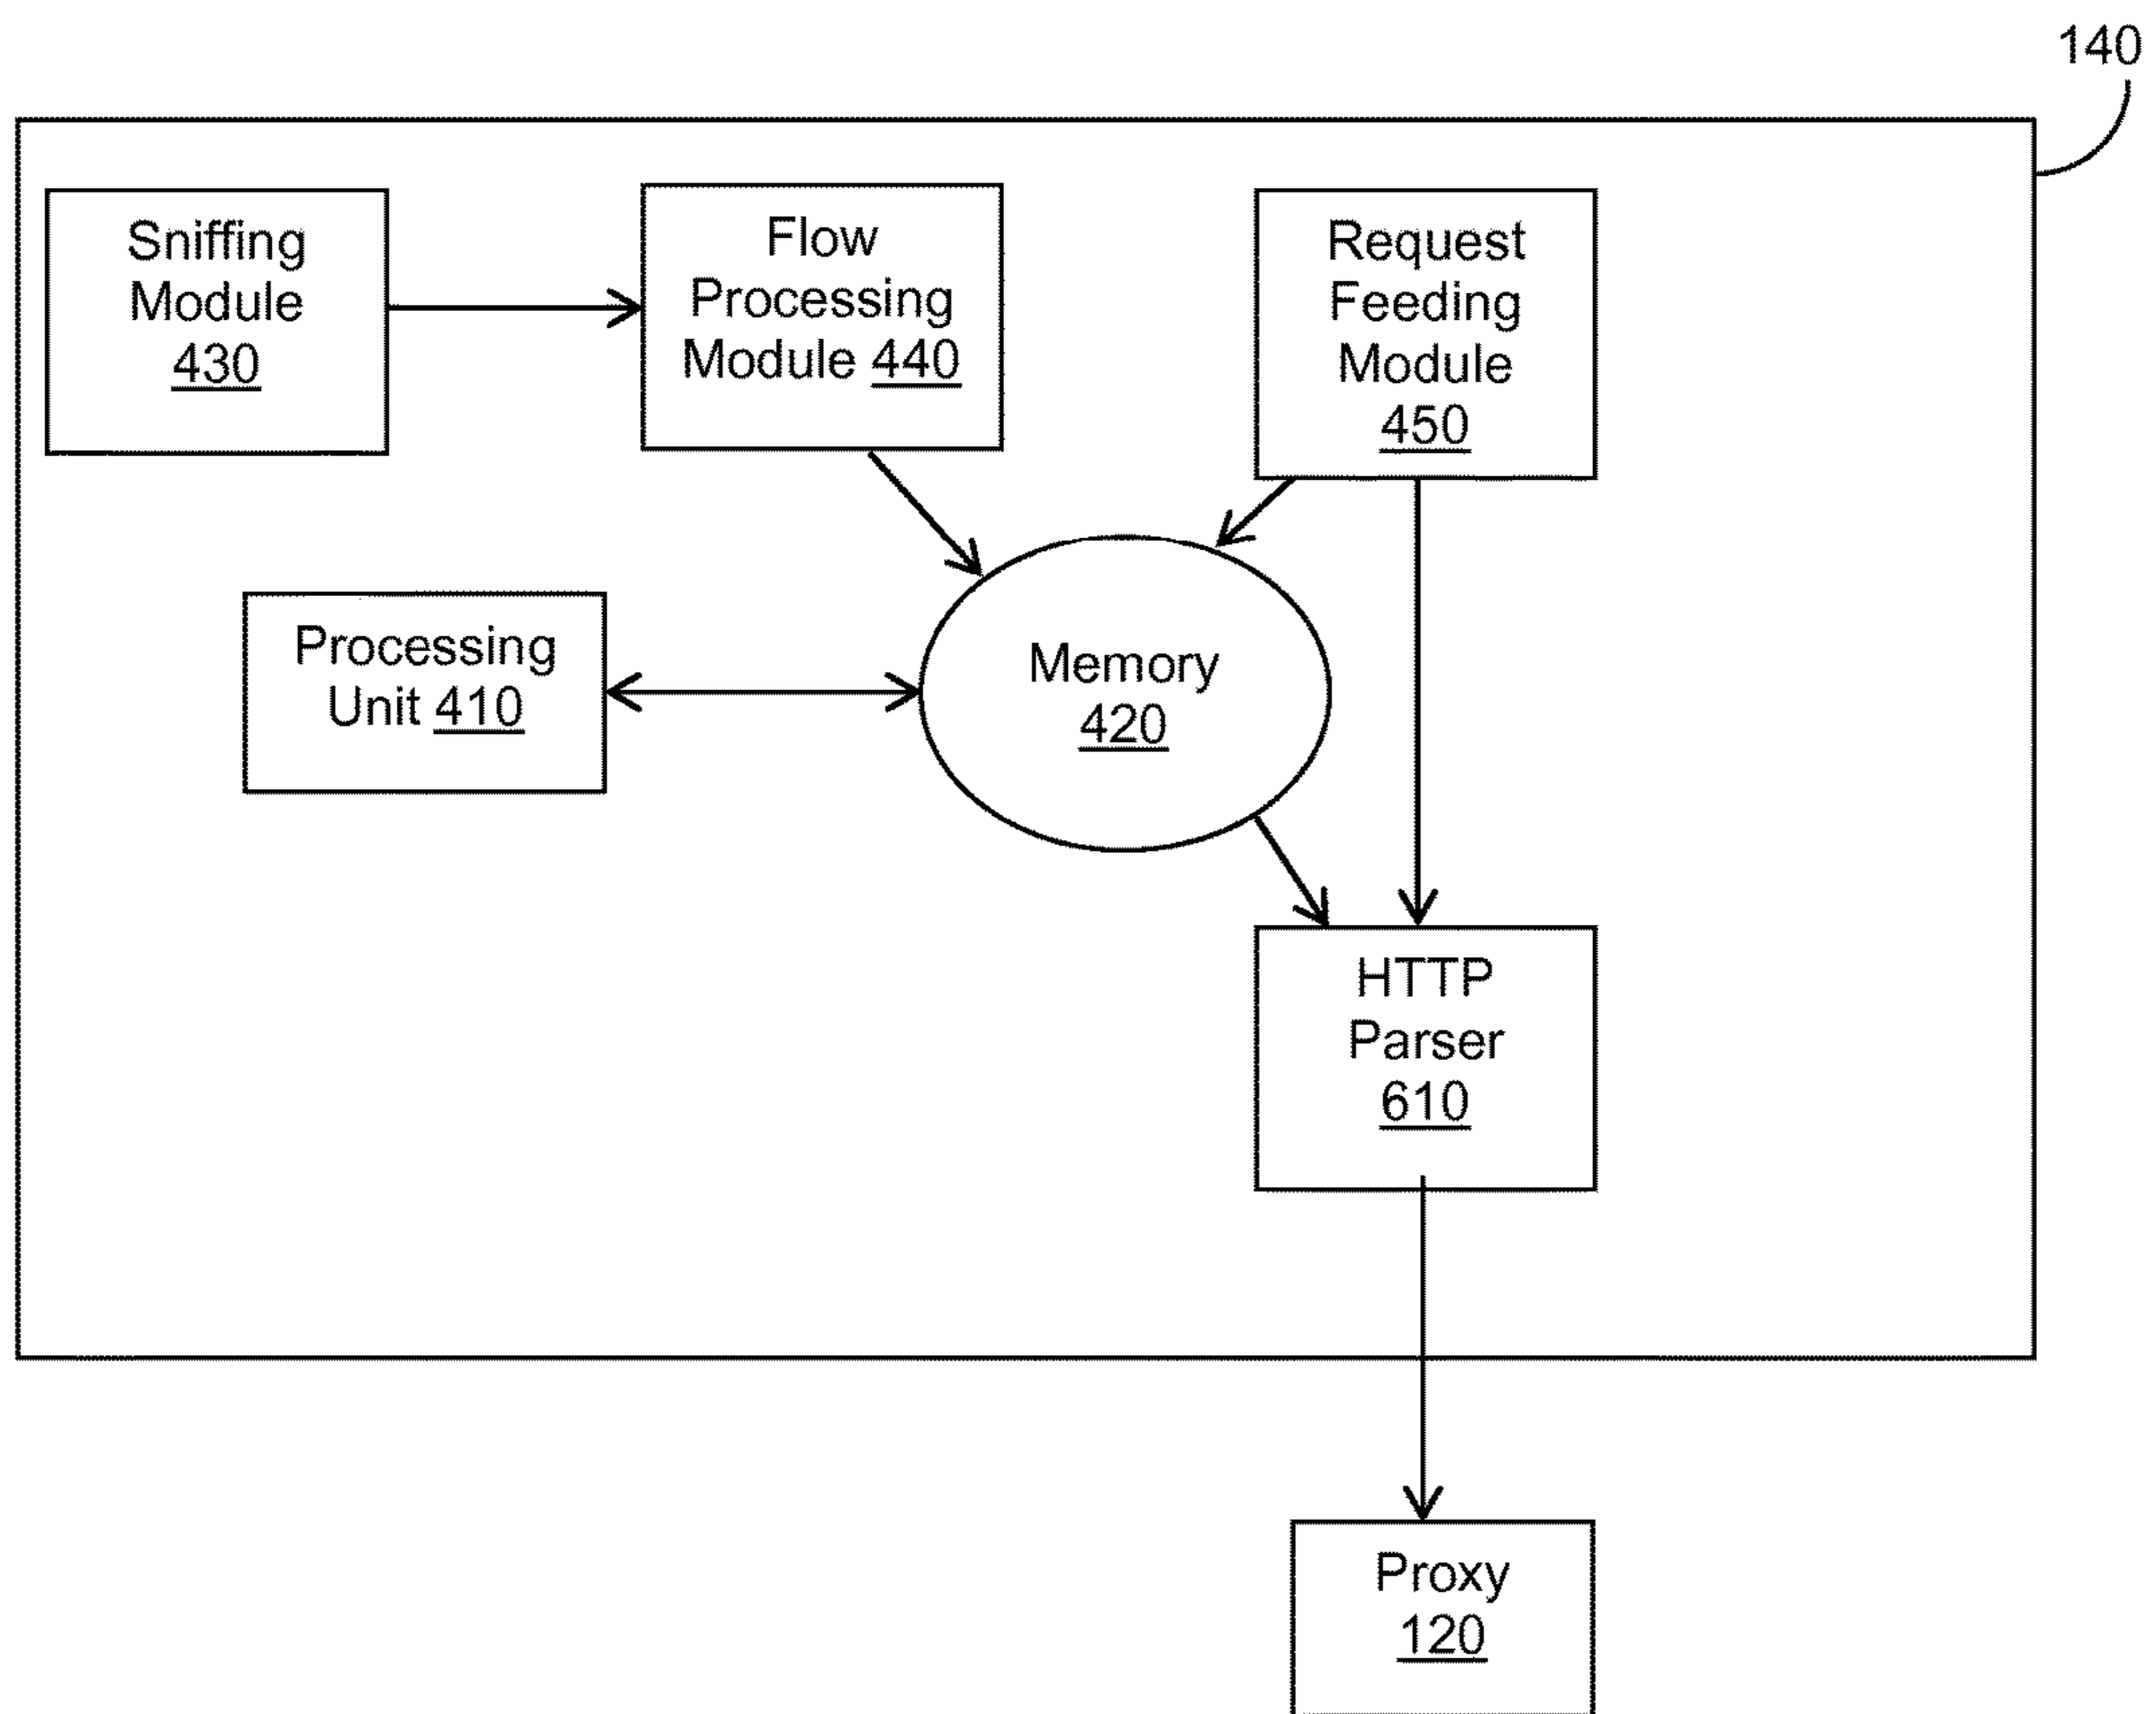 140
Sniffing
Module
430
Flow
Processing
Module 440
Request
Feeding
Module
450
Processing
Unit 410
Memory
420
HTTP
Parser
610
Proxy
120